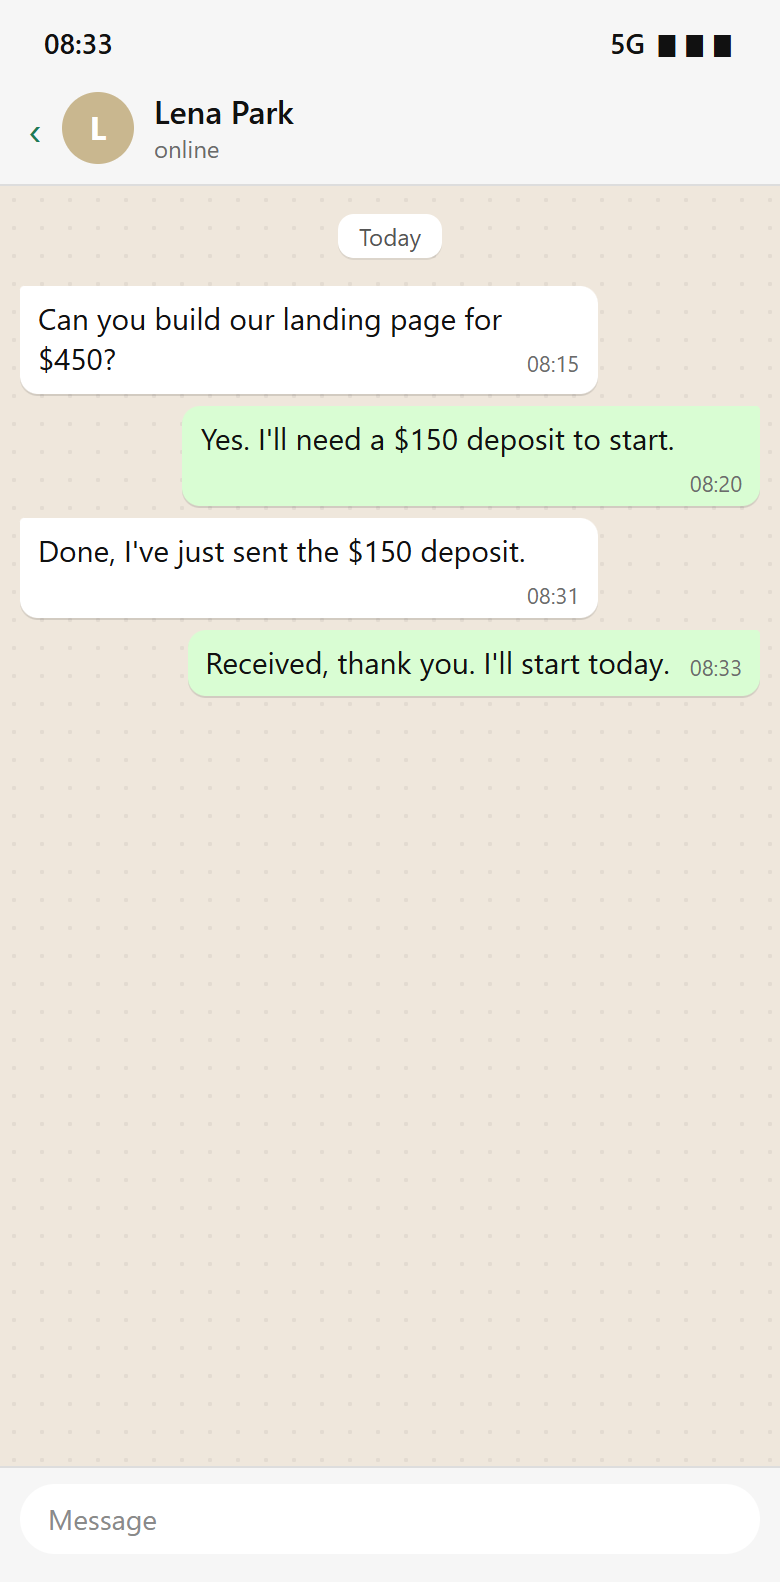 08:33
5G
L
Lena Park
online
Today
Can you build our landing page for
$450?
08:15
Yes. I'll need a $150 deposit to start.
08:20
Done, I've just sent the $150 deposit.
08:31
Received, thank you. I'll start today.
08:33
Message